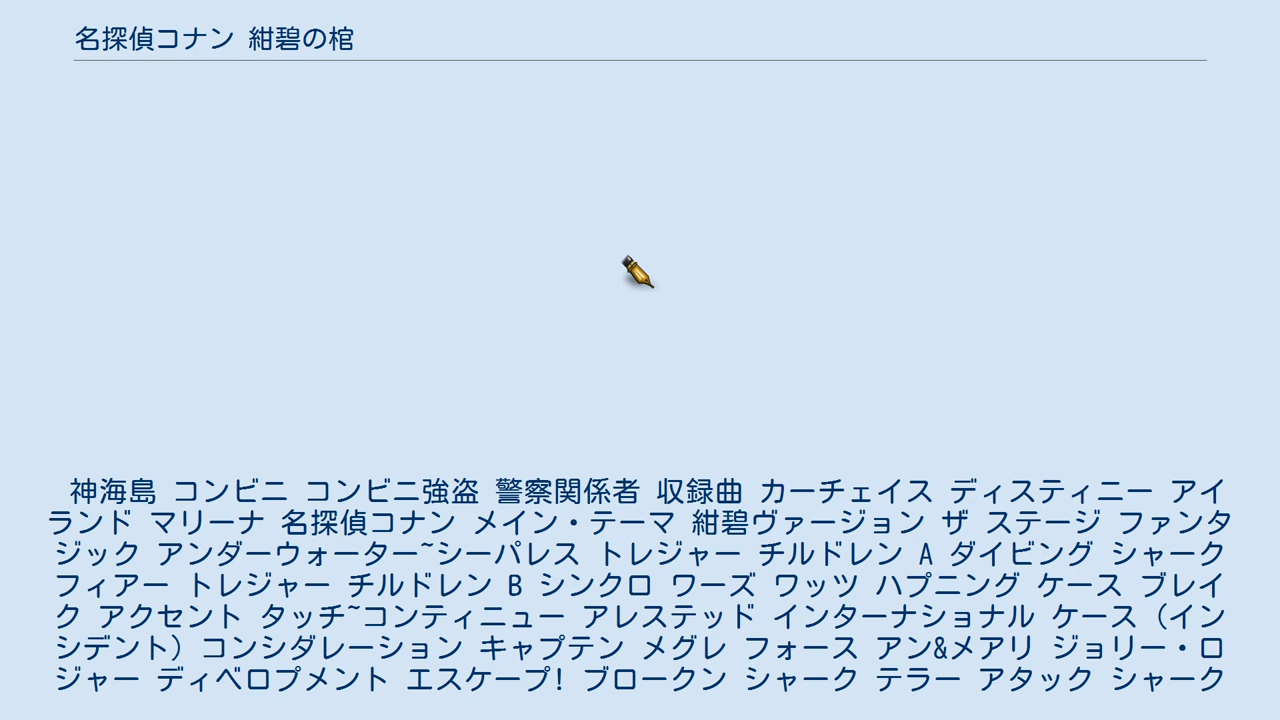 名探偵コナン 紺碧の棺
神海島 コンビニ コンビニ強盗 警察関係者 収録曲 カーチェイス ディスティニー アイ
ランド マリーナ 名探偵コナン メイン・テーマ 紺碧ヴァージョン ザ ステージ ファンタ
ジック アンダーウォーター~シーパレス トレジャー チルドレン A ダイビング シャーク
フィアー トレジャー チルドレン B シンクロ ワーズ ワッツ ハプニング ケース ブレイ
ク アクセント タッチ~コンティニュー アレステッド インターナショナル ケース（イン
シデント）コンシダレーション キャプテン メグレ フォース アン&メアリ ジョリー・ロ
ジャー ディベロプメント エスケープ! ブロークン シャーク テラー アタック シャーク